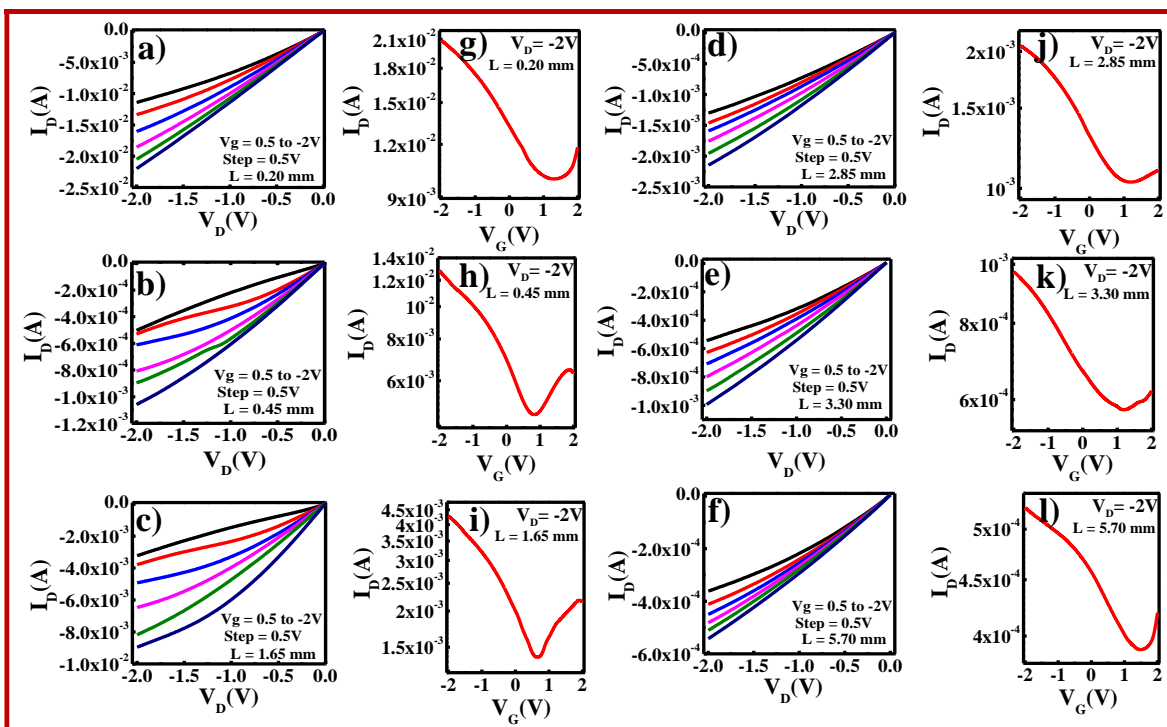 a)
0.0
-5.0x10⁻³
-1.0x10⁻²
-1.5x10⁻²
-2.0x10⁻²
-2.5x10⁻²
I_D(A)
Vg = 0.5 to -2V
Step = 0.5V
L = 0.20 mm
-2.0 -1.5 -1.0 -0.5 0.0
V_D(V)
g)
V_D= -2V
L = 0.20 mm
2.1x10⁻²
1.8x10⁻²
1.5x10⁻²
1.2x10⁻²
9x10⁻³
I_D(A)
-2 -1 0 1 2
V_G(V)
d)
0.0
-5.0x10⁻⁴
-1.0x10⁻³
-1.5x10⁻³
-2.0x10⁻³
-2.5x10⁻³
I_D(A)
Vg = 0.5 to -2V
Step = 0.5V
L = 2.85 mm
-2.0 -1.5 -1.0 -0.5 0.0
V_D(V)
j)
V_D= -2V
L = 2.85 mm
2x10⁻³
1.5x10⁻³
1x10⁻³
I_D(A)
-2 -1 0 1 2
V_G(V)
b)
0.0
-2.0x10⁻⁴
-4.0x10⁻⁴
-6.0x10⁻⁴
-8.0x10⁻⁴
-1.0x10⁻³
-1.2x10⁻³
I_D(A)
Vg = 0.5 to -2V
Step = 0.5V
L = 0.45 mm
-2.0 -1.5 -1.0 -0.5 0.0
V_D(V)
h)
V_D= -2V
L = 0.45 mm
1.4x10⁻²
1.2x10⁻²
10⁻²
8x10⁻³
6x10⁻³
I_D(A)
-2 -1 0 1 2
V_G(V)
e)
0.0
-2.0x10⁻⁴
-4.0x10⁻⁴
-6.0x10⁻⁴
-8.0x10⁻⁴
-1.0x10⁻³
I_D(A)
Vg = 0.5 to -2V
Step = 0.5V
L = 3.30 mm
-2.0 -1.5 -1.0 -0.5 0.0
V_D(V)
k)
V_D= -2V
L = 3.30 mm
10⁻³
8x10⁻⁴
6x10⁻⁴
I_D(A)
-2 -1 0 1 2
V_G(V)
c)
0.0
-2.0x10⁻³
-4.0x10⁻³
-6.0x10⁻³
-8.0x10⁻³
-1.0x10⁻²
I_D(A)
Vg = 0.5 to -2V
Step = 0.5V
L = 1.65 mm
-2.0 -1.5 -1.0 -0.5 0.0
V_D(V)
i)
V_D= -2V
L = 1.65 mm
4.5x10⁻³
4x10⁻³
3.5x10⁻³
3x10⁻³
2.5x10⁻³
2x10⁻³
1.5x10⁻³
I_D(A)
-2 -1 0 1 2
V_G(V)
f)
0.0
-2.0x10⁻⁴
-4.0x10⁻⁴
-6.0x10⁻⁴
I_D(A)
Vg = 0.5 to -2V
Step = 0.5V
L = 5.70 mm
-2.0 -1.5 -1.0 -0.5 0.0
V_D(V)
l)
V_D= -2V
L = 5.70 mm
5x10⁻⁴
4.5x10⁻⁴
4x10⁻⁴
I_D(A)
-2 -1 0 1 2
V_G(V)